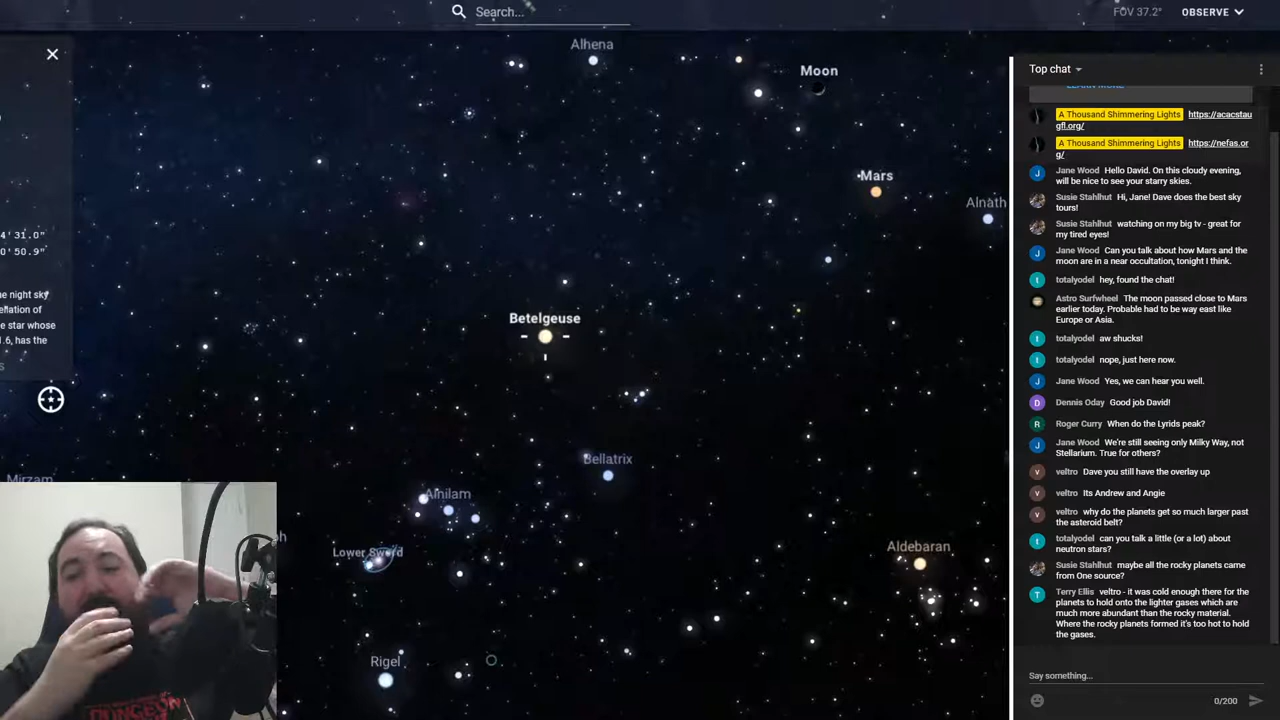 Search...
FOV 37.2°
OBSERVE
Alhena
Moon
Mars
Alnath
4'31.0"
0'50.9"
ne night sky
ellation of
e star whose
1.6, has the
Betelgeuse
Bellatrix
Mirzam
Alnilam
Lower Sword
Aldebaran
Rigel
DUNGEON
Top chat
LEARN MORE
A Thousand Shimmering Lights https://acacstau
gfl.org/
A Thousand Shimmering Lights https://nefas.or
g/
J Jane Wood Hello David. On this cloudy evening,
will be nice to see your starry skies.
Susie Stahlhut Hi, Jane! Dave does the best sky
tours!
Susie Stahlhut watching on my big tv - great for
my tired eyes!
J Jane Wood Can you talk about how Mars and the
moon are in a near occultation, tonight I think.
t totalyodel hey, found the chat!
Astro Surfwheel The moon passed close to Mars
earlier today. Probable had to be way east like
Europe or Asia.
t totalyodel aw shucks!
t totalyodel nope, just here now.
J Jane Wood Yes, we can hear you well.
D Dennis Oday Good job David!
R Roger Curry When do the Lyrids peak?
J Jane Wood We're still seeing only Milky Way, not
Stellarium. True for others?
v veltro Dave you still have the overlay up
v veltro Its Andrew and Angie
v veltro why do the planets get so much larger past
the asteroid belt?
t totalyodel can you talk a little (or a lot) about
neutron stars?
Susie Stahlhut maybe all the rocky planets came
from One source?
T Terry Ellis veltro - it was cold enough there for the
planets to hold onto the lighter gases which are
much more abundant than the rocky material.
Where the rocky planets formed it's too hot to hold
the gases.
Say something...
0/200